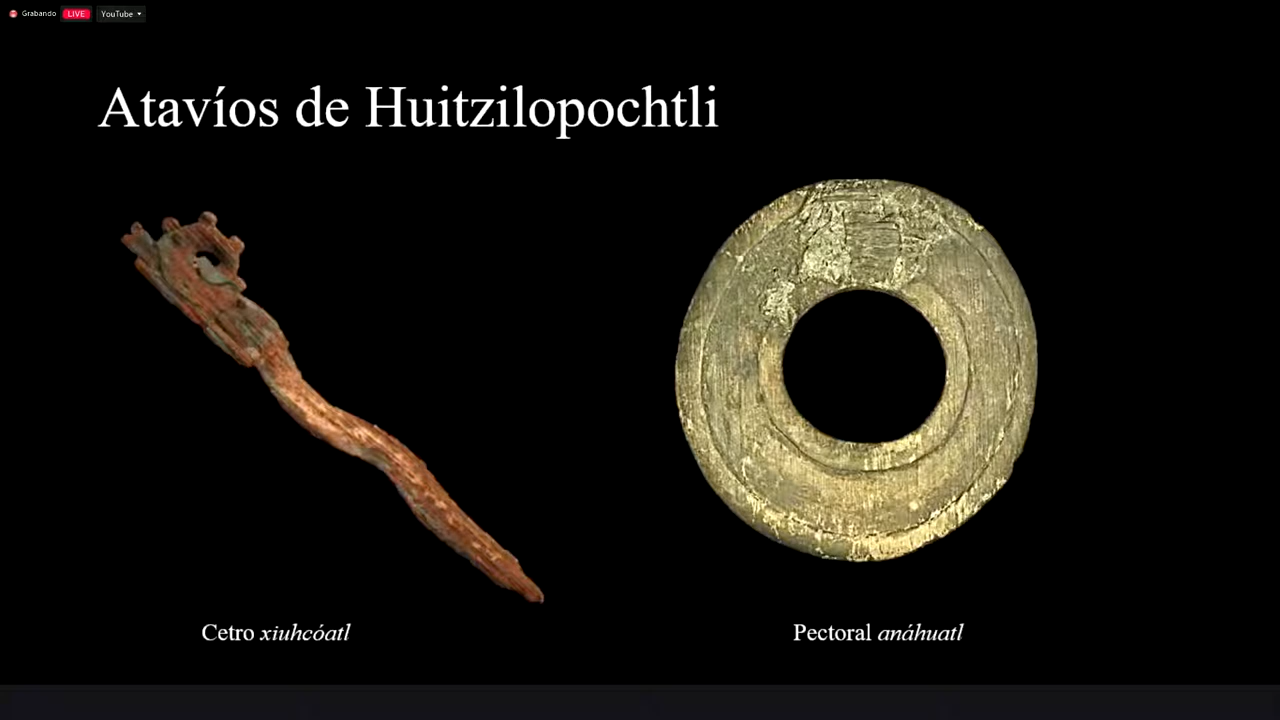 Grabando LIVE YouTube
Atavíos de Huitzilopochtli
Cetro xiuhcóatl
Pectoral anáhuatl